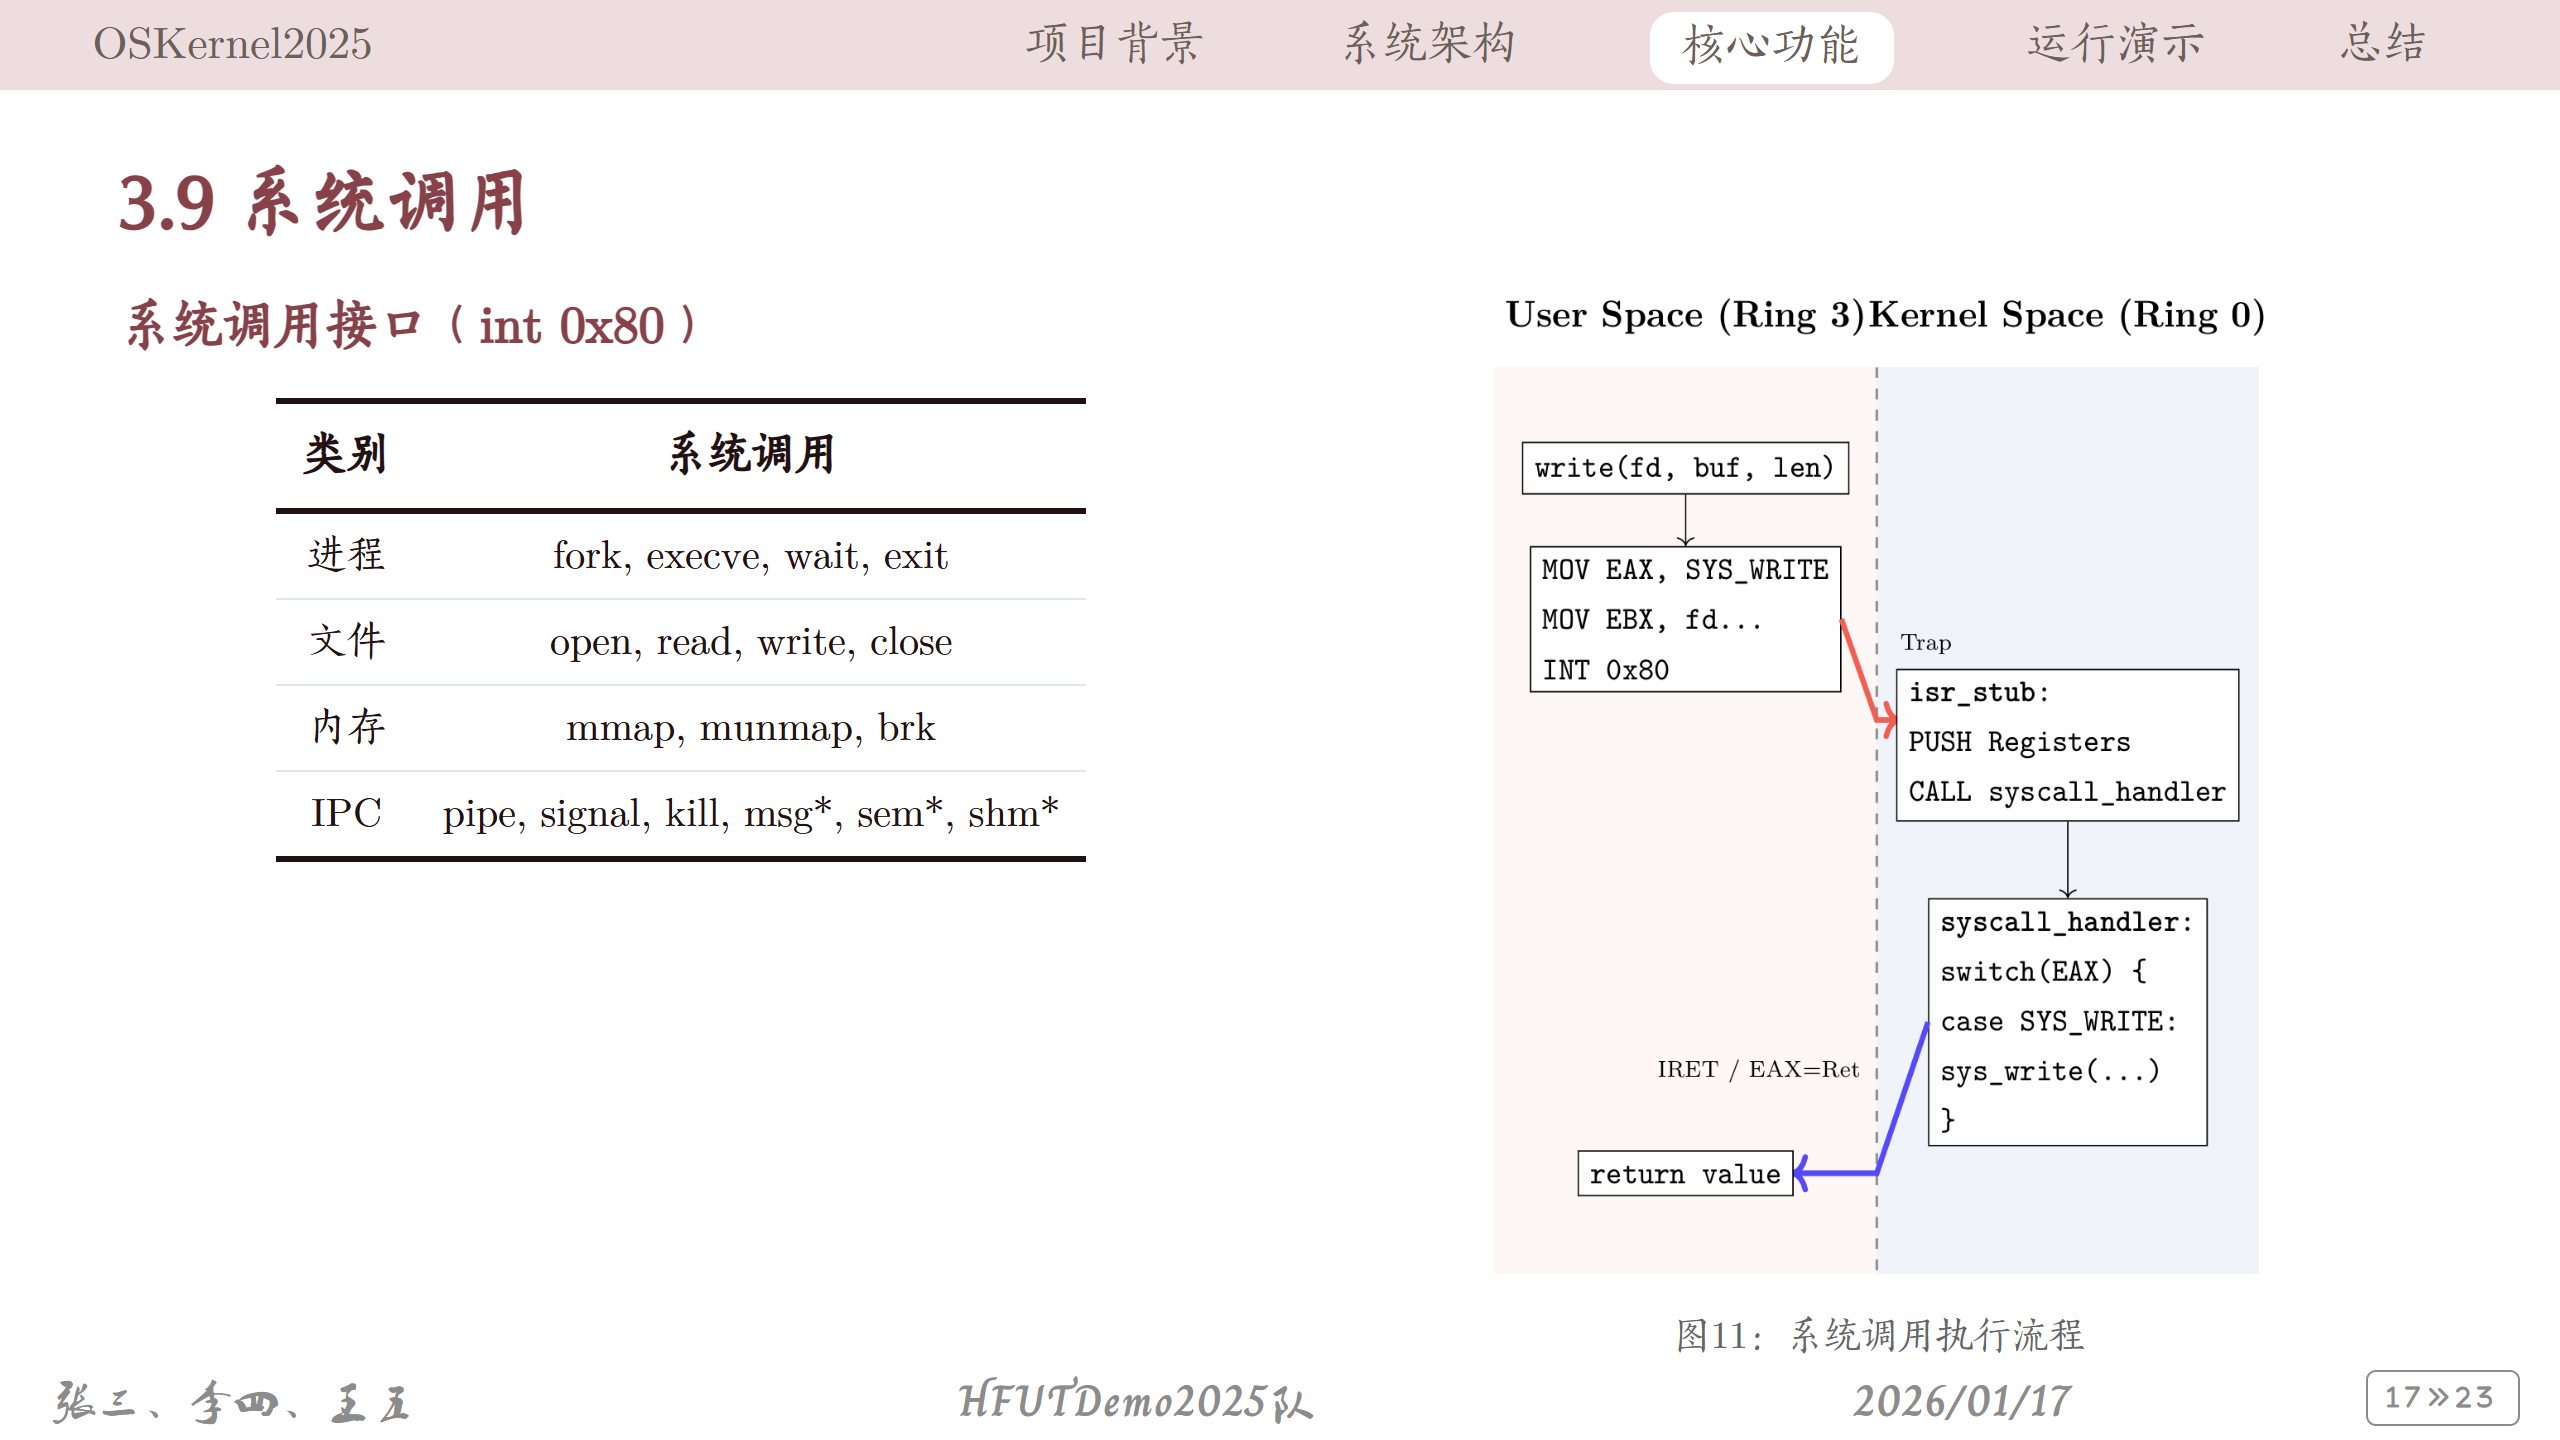 OSKernel2025 项目背景 系统架构 核心功能 运行演示 总结
3.9 系统调用
系统调用接口（int 0x80）
类别 系统调用
进程 fork, execve, wait, exit
文件 open, read, write, close
内存 mmap, munmap, brk
IPC pipe, signal, kill, msg*, sem*, shm*
User Space (Ring 3)Kernel Space (Ring 0)
write(fd, buf, len)
MOV EAX, SYS_WRITE
MOV EBX, fd...
INT 0x80
Trap
isr_stub:
PUSH Registers
CALL syscall_handler
syscall_handler:
switch(EAX) {
case SYS_WRITE:
sys_write(...)
}
IRET / EAX=Ret
return value
图11：系统调用执行流程
张三、李四、王五 HFUTDemo2025队 2026/01/17 17»23